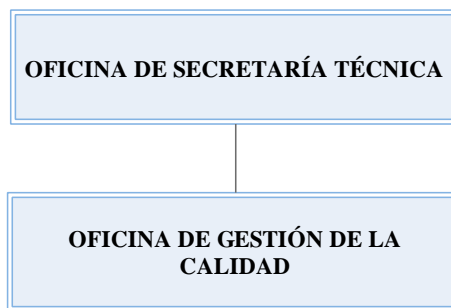 OFICINA DE SECRETARÍA TÉCNICA
OFICINA DE GESTIÓN DE LA
CALIDAD